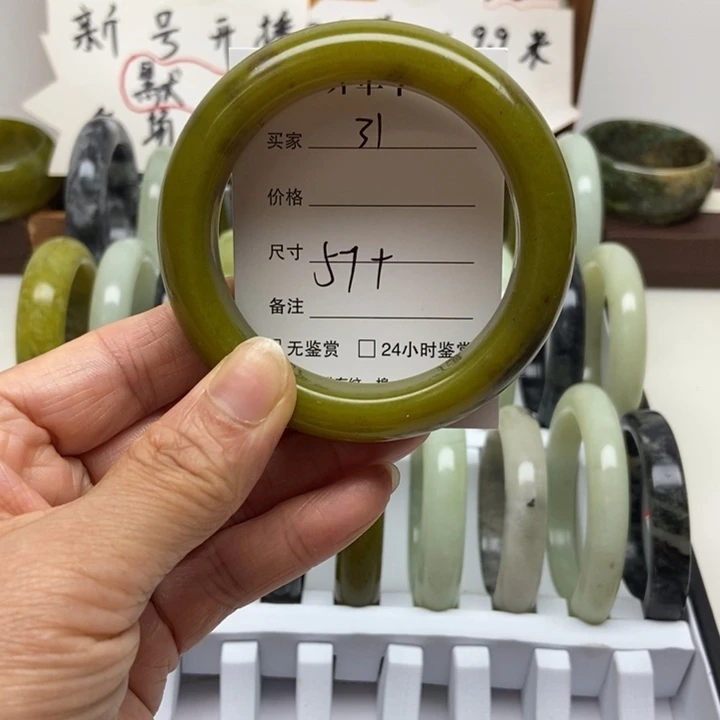 新号开播
9.9米
默
买家 31
价格
尺寸 57+
备注
无鉴赏 □24小时鉴赏